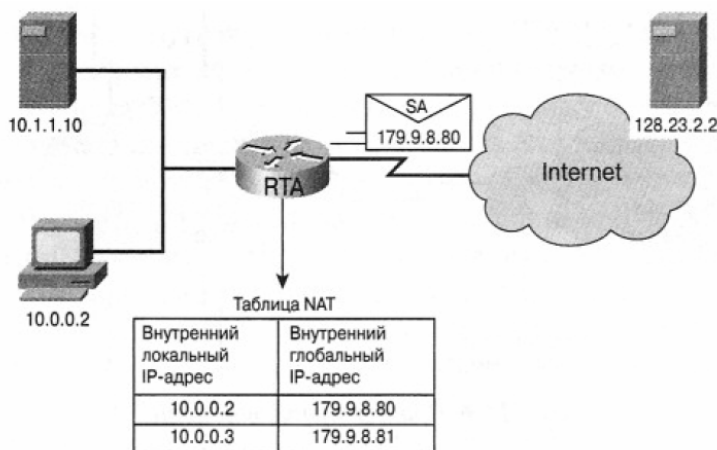 10.1.1.10
SA
179.9.8.80
128.23.2.2
Internet
RTA
10.0.0.2
Таблица NAT
Внутренний
локальный
IP-адрес
Внутренний
глобальный
IP-адрес
10.0.0.2 179.9.8.80
10.0.0.3 179.9.8.81